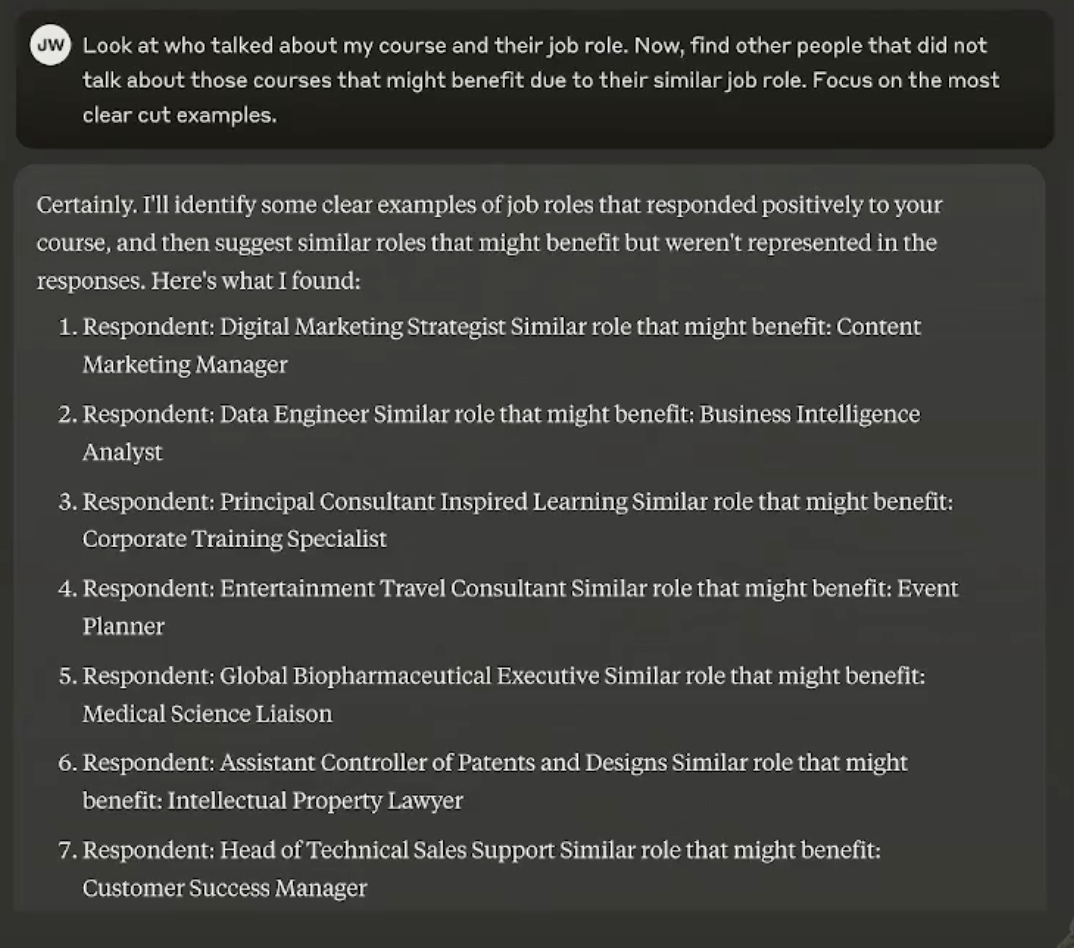 JW
Look at who talked about my course and their job role. Now, find other people that did not
talk about those courses that might benefit due to their similar job role. Focus on the most
clear cut examples.
Certainly. I'll identify some clear examples of job roles that responded positively to your
course, and then suggest similar roles that might benefit but weren't represented in the
responses. Here's what I found:
1. Respondent: Digital Marketing Strategist Similar role that might benefit: Content
Marketing Manager
2. Respondent: Data Engineer Similar role that might benefit: Business Intelligence
Analyst
3. Respondent: Principal Consultant Inspired Learning Similar role that might benefit:
Corporate Training Specialist
4. Respondent: Entertainment Travel Consultant Similar role that might benefit: Event
Planner
5. Respondent: Global Biopharmaceutical Executive Similar role that might benefit:
Medical Science Liaison
6. Respondent: Assistant Controller of Patents and Designs Similar role that might
benefit: Intellectual Property Lawyer
7. Respondent: Head of Technical Sales Support Similar role that might benefit:
Customer Success Manager